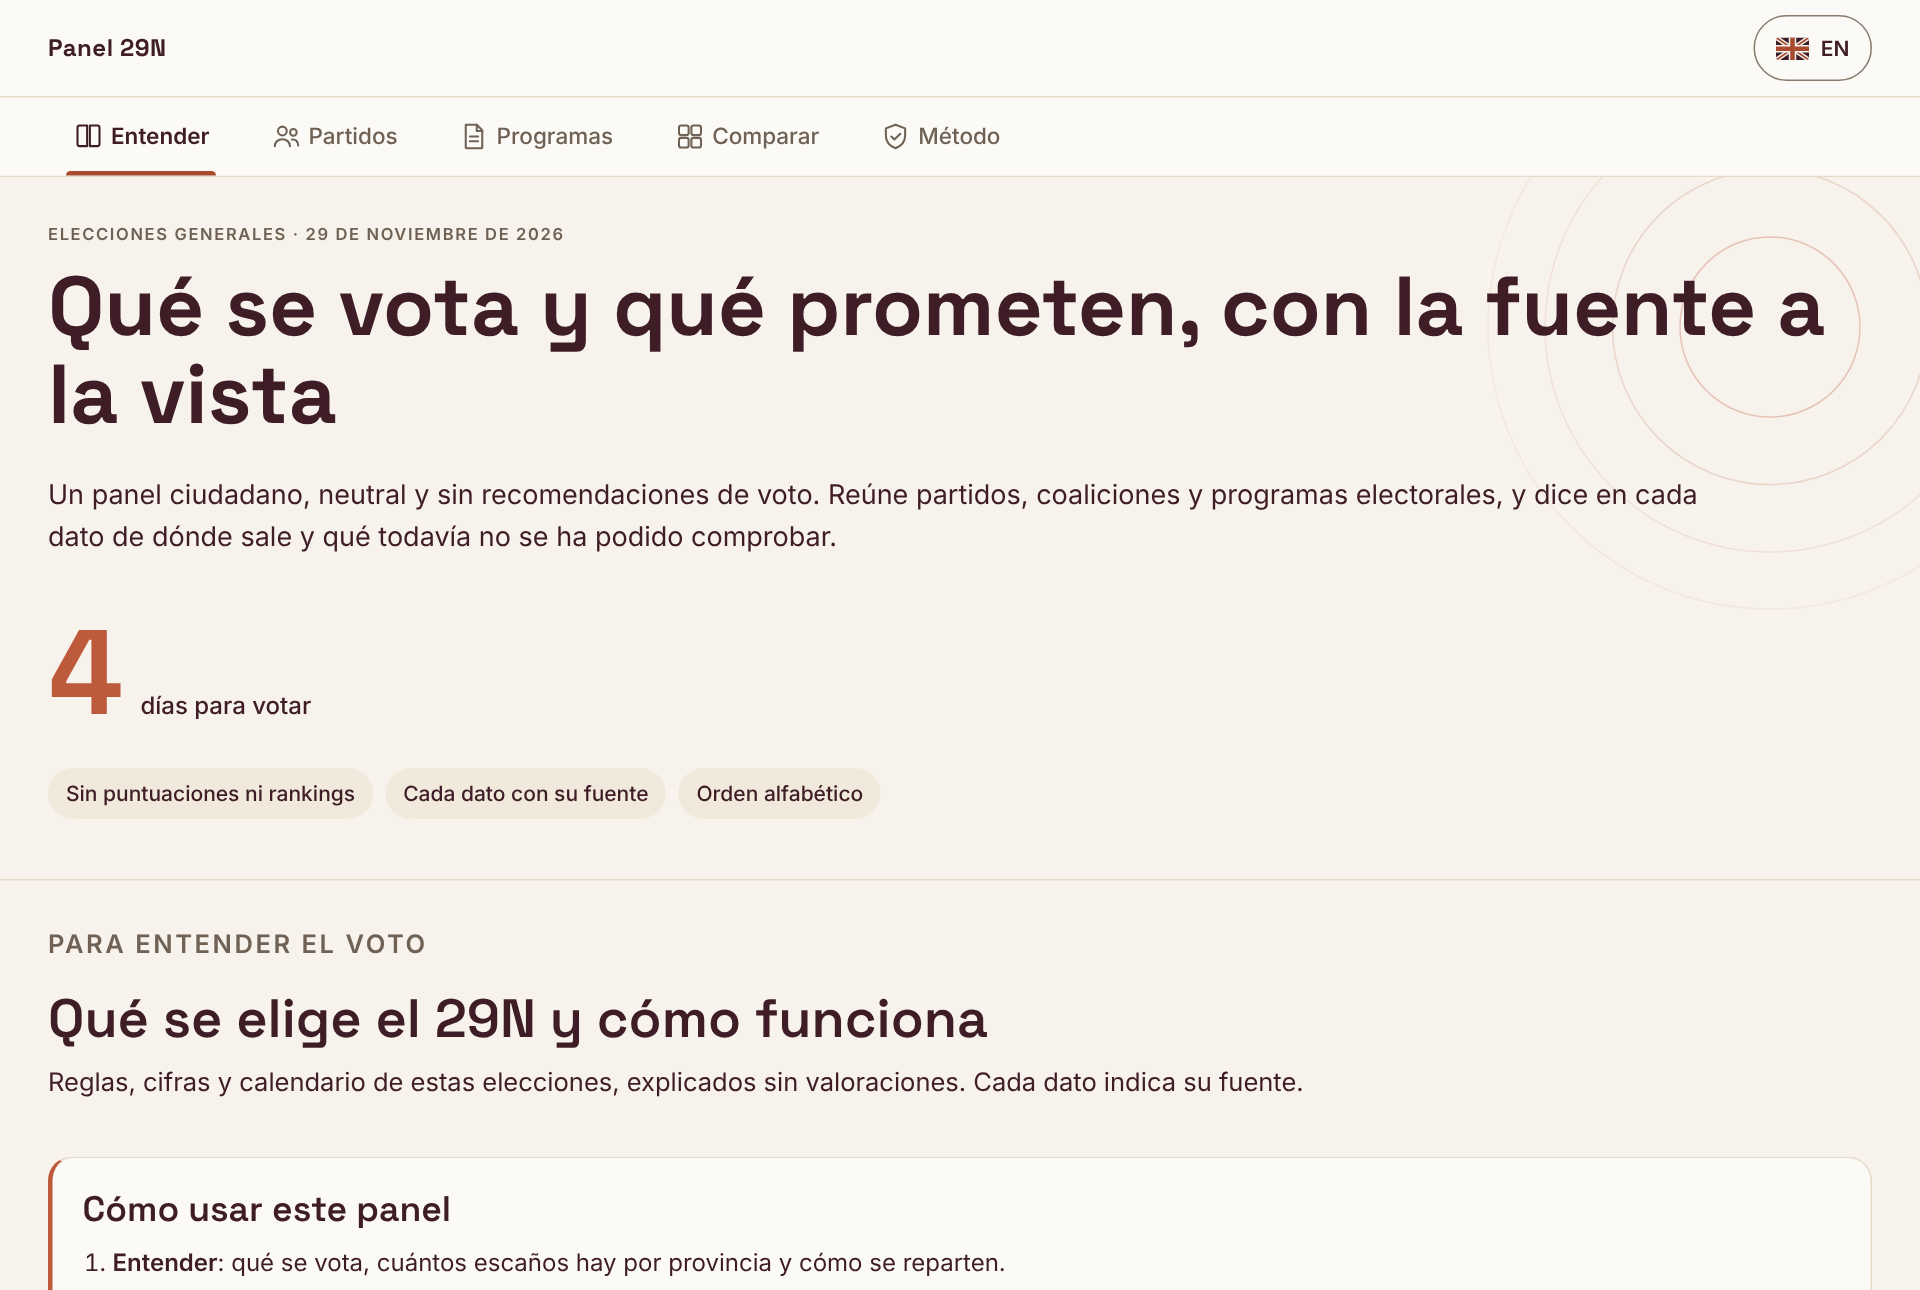 Panel 29N
EN
Entender
Partidos
Programas
Comparar
Método
ELECCIONES GENERALES · 29 DE NOVIEMBRE DE 2026
Qué se vota y qué prometen, con la fuente a
la vista
Un panel ciudadano, neutral y sin recomendaciones de voto. Reúne partidos, coaliciones y programas electorales, y dice en cada
dato de dónde sale y qué todavía no se ha podido comprobar.
4 días para votar
Sin puntuaciones ni rankings
Cada dato con su fuente
Orden alfabético
PARA ENTENDER EL VOTO
Qué se elige el 29N y cómo funciona
Reglas, cifras y calendario de estas elecciones, explicados sin valoraciones. Cada dato indica su fuente.
Cómo usar este panel
1. Entender: qué se vota, cuántos escaños hay por provincia y cómo se reparten.